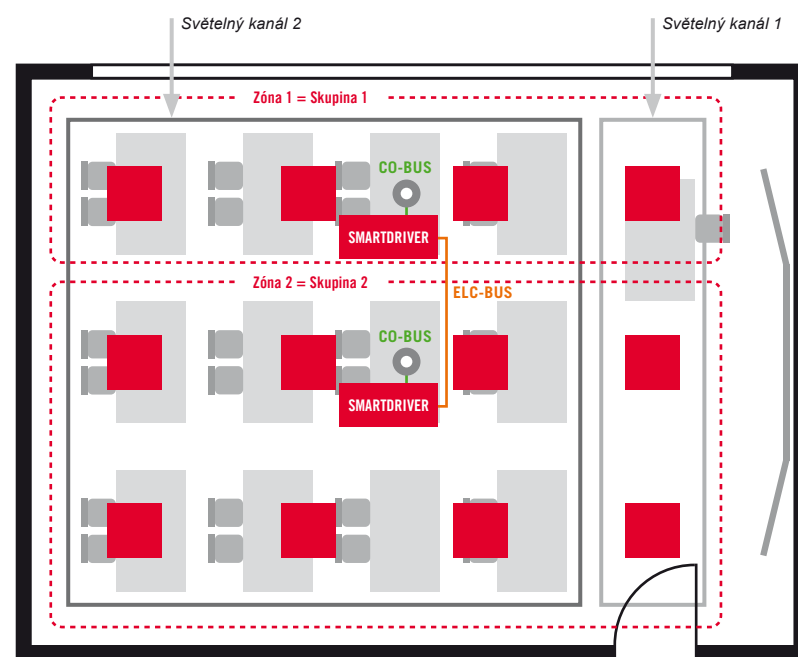 Světelný kanál 2
Světelný kanál 1
Zóna 1 = Skupina 1
CO-BUS
SMARTDRIVER
Zóna 2 = Skupina 2
ELC-BUS
CO-BUS
SMARTDRIVER